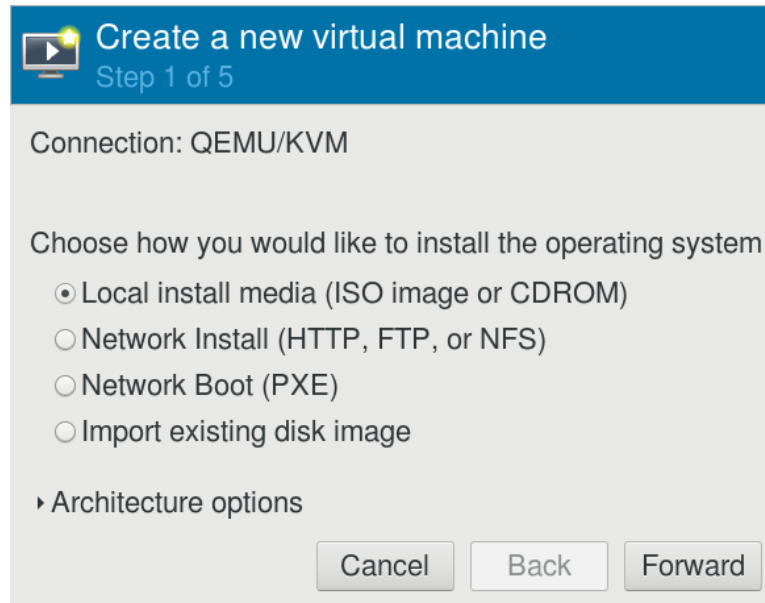 Create a new virtual machine
Step 1 of 5
Connection: QEMU/KVM
Choose how you would like to install the operating system
Local install media (ISO image or CDROM)
Network Install (HTTP, FTP, or NFS)
Network Boot (PXE)
Import existing disk image
Architecture options
Cancel Back Forward